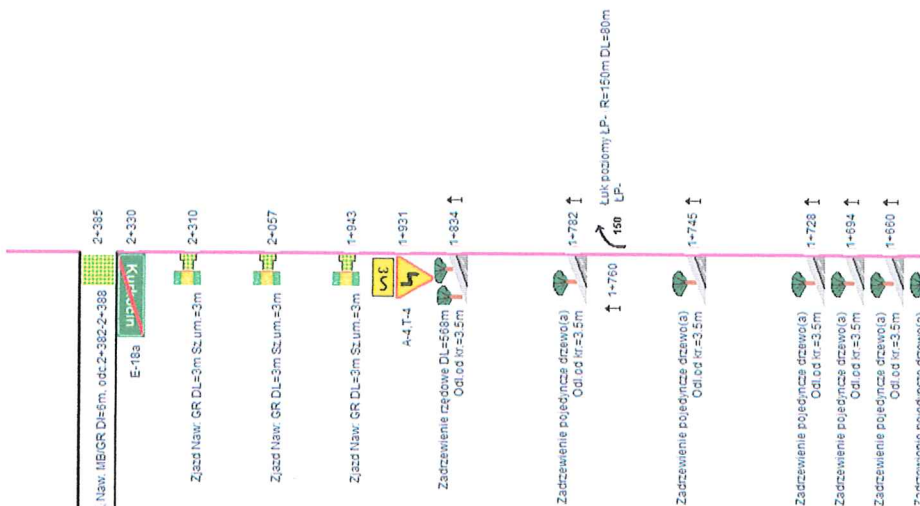 . Naw. MB/GR Dł=6m, odc.2+382-2+388
2+385
E-18a
2+330
Zjazd Naw: GR DL=3m Sz.um.=3m
2+310
Zjazd Naw: GR DL=3m Sz.um.=3m
2+057
Zjazd Naw: GR DL=3m Sz.um.=3m
1+943
A-4,T-4
1+931
Zadrzewienie rzędowe DL=568m
Odl.od kr.=3.5m
1+834
Zadrzewienie pojedyncze drzewo(a)
Odl.od kr.=3.5m
1+782
1+760
150
Łuk poziomy ŁP- R=150m DL=80m
ŁP-
Zadrzewienie pojedyncze drzewo(a)
Odl.od kr.=3.5m
1+745
Zadrzewienie pojedyncze drzewo(a)
Odl.od kr.=3.5m
1+728
Zadrzewienie pojedyncze drzewo(a)
Odl.od kr.=3.5m
1+694
Zadrzewienie pojedyncze drzewo(a)
Odl.od kr.=3.5m
1+660
Zadrzewienie pojedyncze drzewo(a)